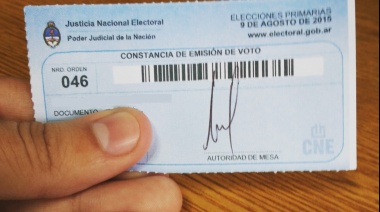 Justicia Nacional Electoral
Poder Judicial de la Nación
ELECCIONES PRIMARIAS
9 DE AGOSTO DE 2015
www.electoral.gob.ar
CONSTANCIA DE EMISIÓN DE VOTO
NRO. ORDEN
046
DOCUMENTO
AUTORIDAD DE MESA
CNE